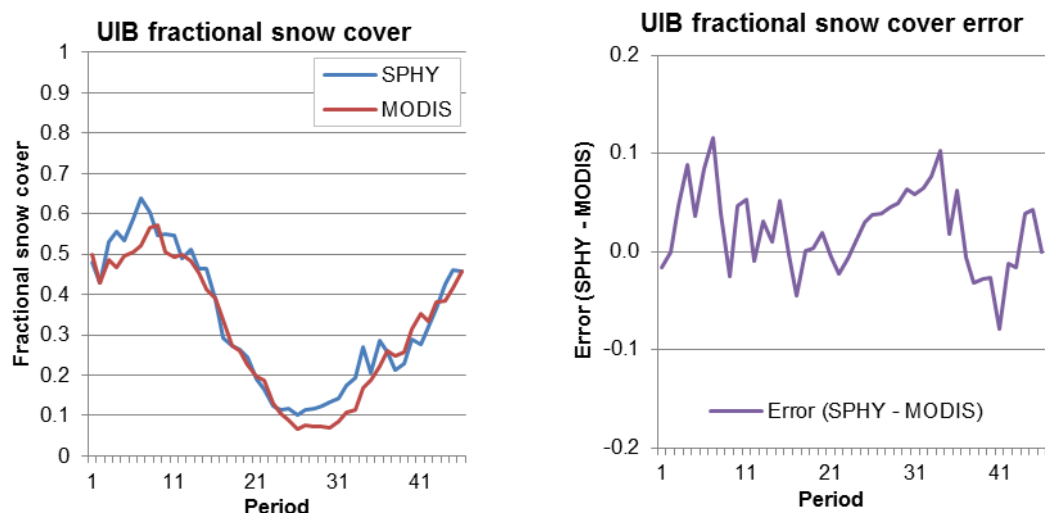 UIB fractional snow cover
1
0.9
0.8
0.7
0.6
0.5
0.4
0.3
0.2
0.1
0
Fractional snow cover
SPHY
MODIS
1 11 21 31 41
Period
UIB fractional snow cover error
0.2
0.1
0.0
-0.1
-0.2
Error (SPHY - MODIS)
Error (SPHY - MODIS)
1 11 21 31 41
Period